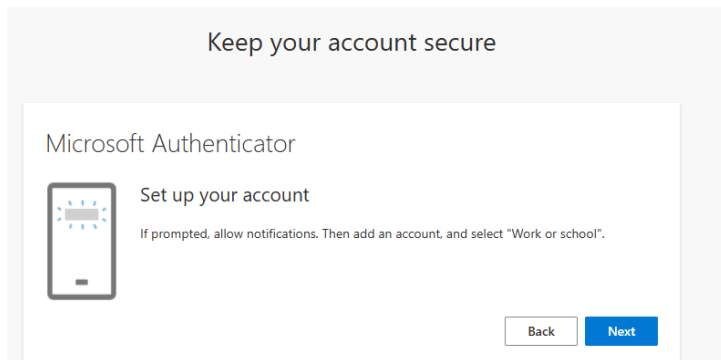 Keep your account secure
Microsoft Authenticator
Set up your account
If prompted, allow notifications. Then add an account, and select "Work or school".
Back
Next